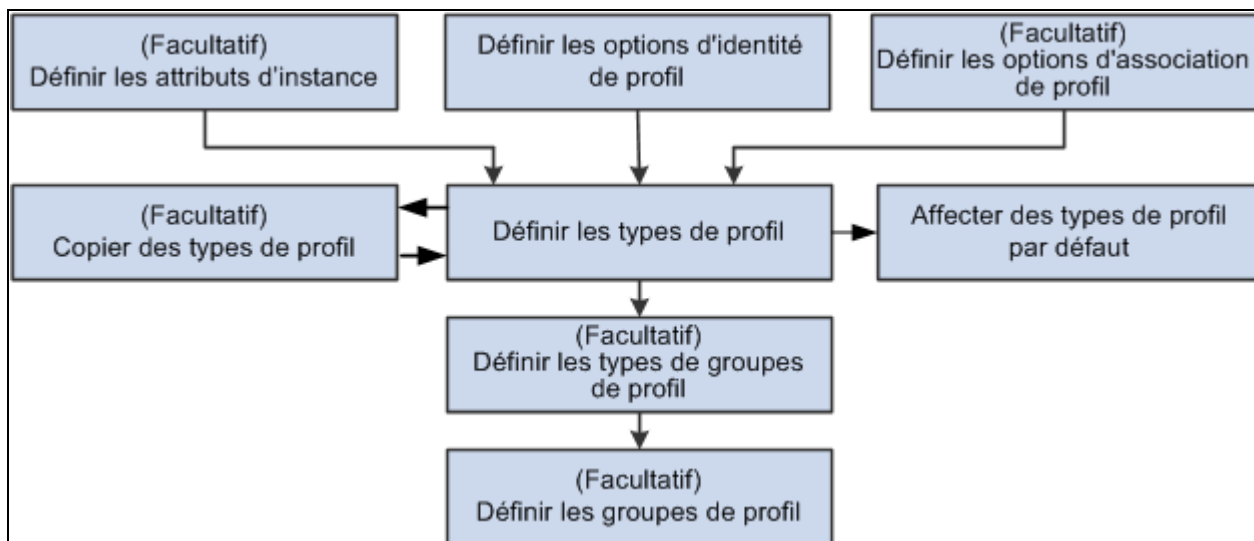 (Facultatif)
Définir les attributs d'instance
Définir les options d'identité
de profil
(Facultatif)
Définir les options d'association
de profil
(Facultatif)
Copier des types de profil
Définir les types de profil
Affecter des types de profil
par défaut
(Facultatif)
Définir les types de groupes
de profil
(Facultatif)
Définir les groupes de profil